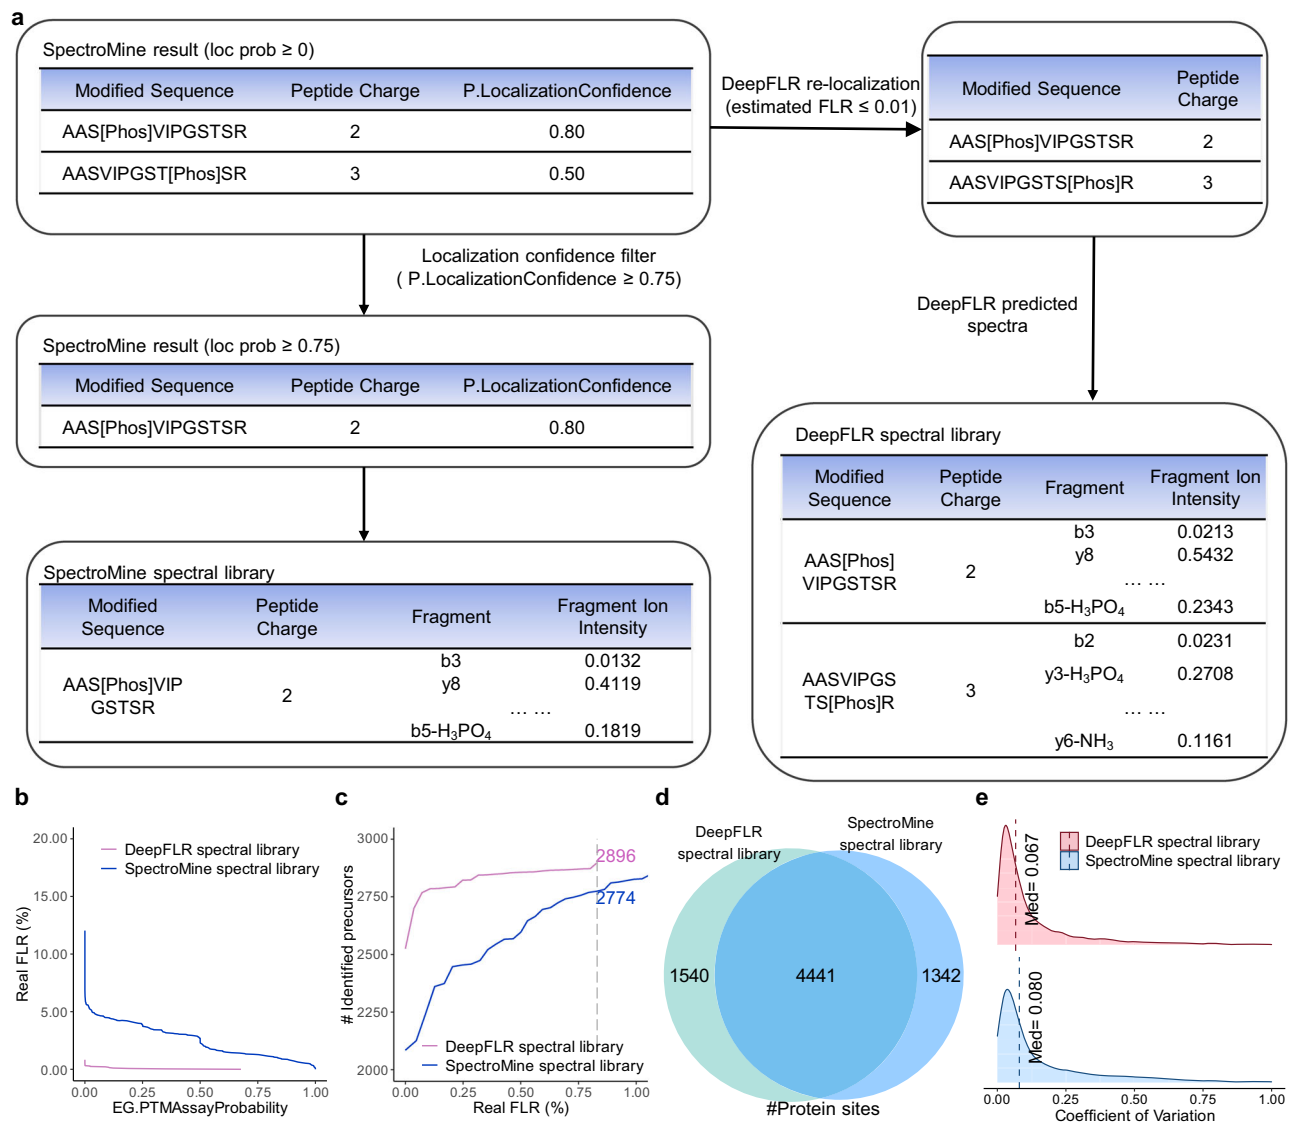 a
SpectroMine result (loc prob ≥ 0)
Modified Sequence Peptide Charge P.LocalizationConfidence
AAS[Phos]VIPGSTSR 2 0.80
AASVIPGST[Phos]SR 3 0.50
DeepFLR re-localization
(estimated FLR ≤ 0.01)
Modified Sequence Peptide Charge
AAS[Phos]VIPGSTSR 2
AASVIPGSTS[Phos]R 3
Localization confidence filter
( P.LocalizationConfidence ≥ 0.75)
SpectroMine result (loc prob ≥ 0.75)
Modified Sequence Peptide Charge P.LocalizationConfidence
AAS[Phos]VIPGSTSR 2 0.80
DeepFLR predicted
spectra
SpectroMine spectral library
Modified Sequence Peptide Charge Fragment Fragment Ion Intensity
b3 0.0132
AAS[Phos]VIP y8 0.4119
GSTSR 2
… …
b5-H₃PO₄ 0.1819
DeepFLR spectral library
Modified Sequence Peptide Charge Fragment Fragment Ion Intensity
b3 0.0213
AAS[Phos] y8 0.5432
VIPGSTSR 2
… …
b5-H₃PO₄ 0.2343
b2 0.0231
AASVIPGS y3-H₃PO₄ 0.2708
TS[Phos]R 3
… …
y6-NH₃ 0.1161
b
Real FLR (%)
20.00
15.00
10.00
5.00
0.00
DeepFLR spectral library
SpectroMine spectral library
0.00 0.25 0.50 0.75 1.00
EG.PTMAssayProbability
c
# Identified precursors
3000
2750
2500
2250
2000
2896
2774
DeepFLR spectral library
SpectroMine spectral library
0.00 0.25 0.50 0.75 1.00
Real FLR (%)
d
DeepFLR
spectral library
SpectroMine
spectral library
1540 4441 1342
#Protein sites
e
DeepFLR spectral library
SpectroMine spectral library
Med= 0.067
Med= 0.080
0.00 0.25 0.50 0.75 1.00
Coefficient of Variation